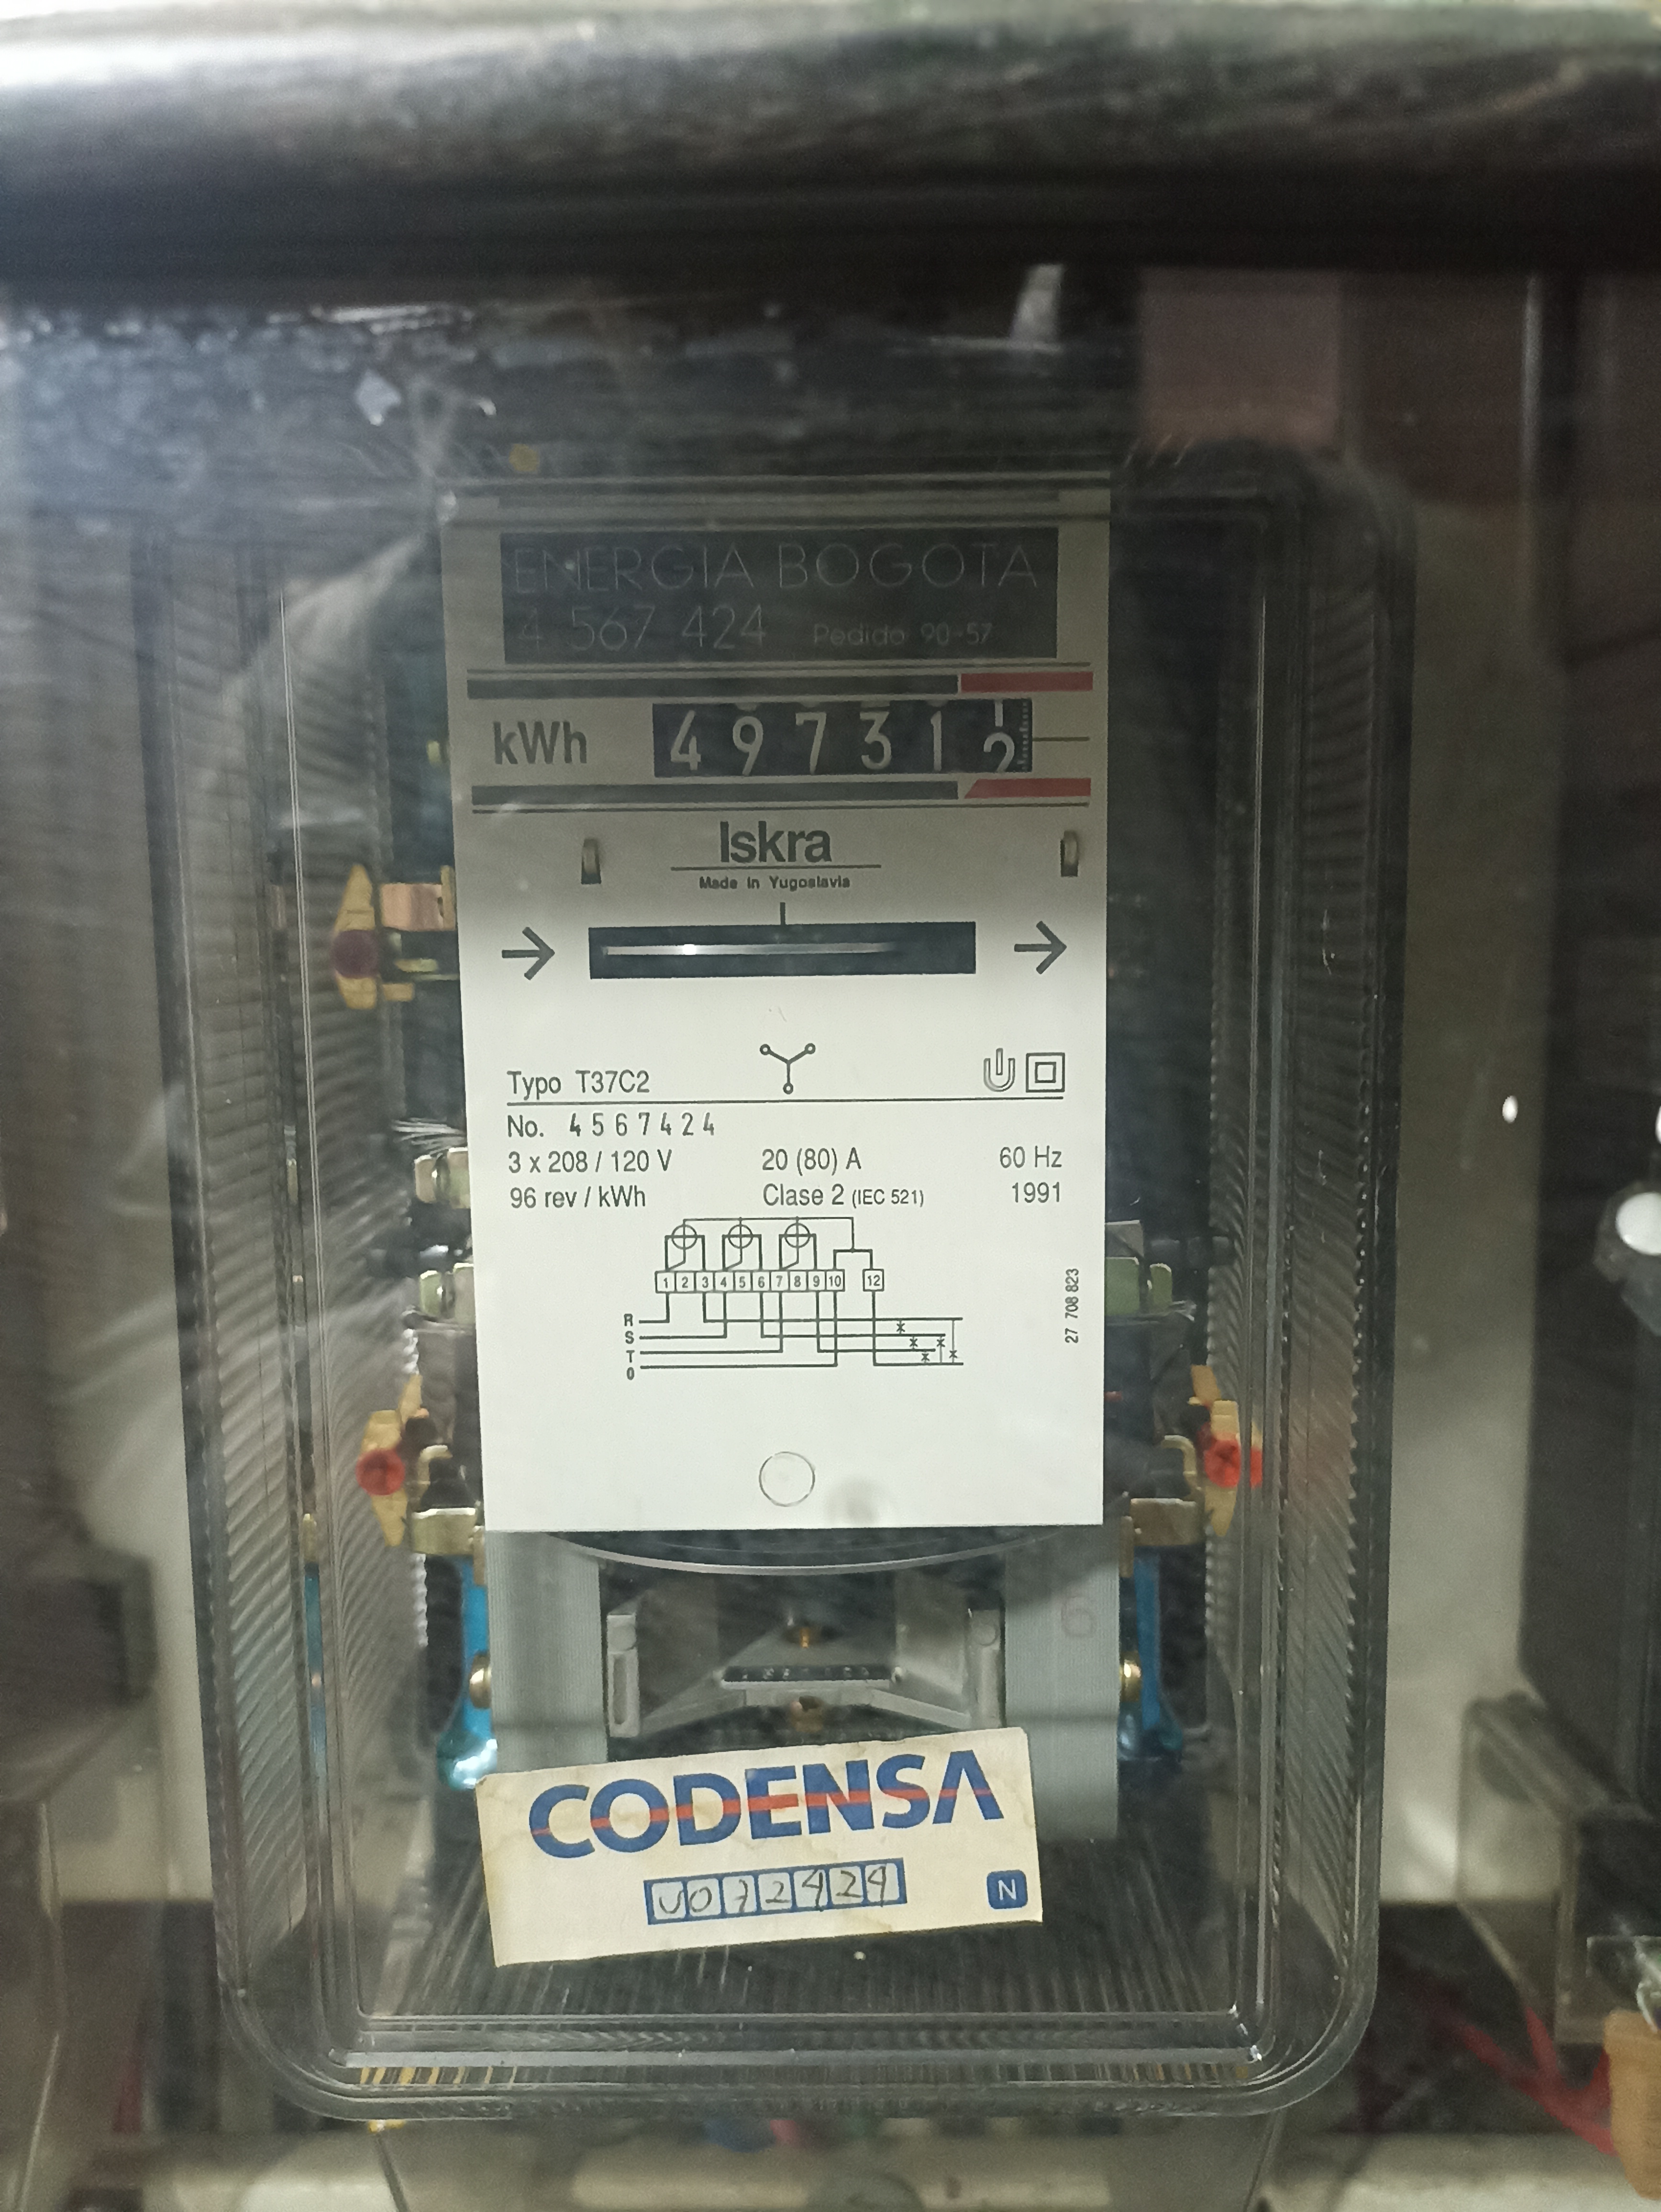 ENERGIA BOGOTA
4 567 424 Pedido 90-57
kWh 49731 1
2
Iskra
Made in Yugoslavia
Typo T37C2
No. 4567424
3 x 208 / 120 V 20 (80) A 60 Hz
96 rev / kWh Clase 2 (IEC 521) 1991
1 2 3 4 5 6 7 8 9 10 12
R
S
T
0
27 708 823
6
CODENSA
N